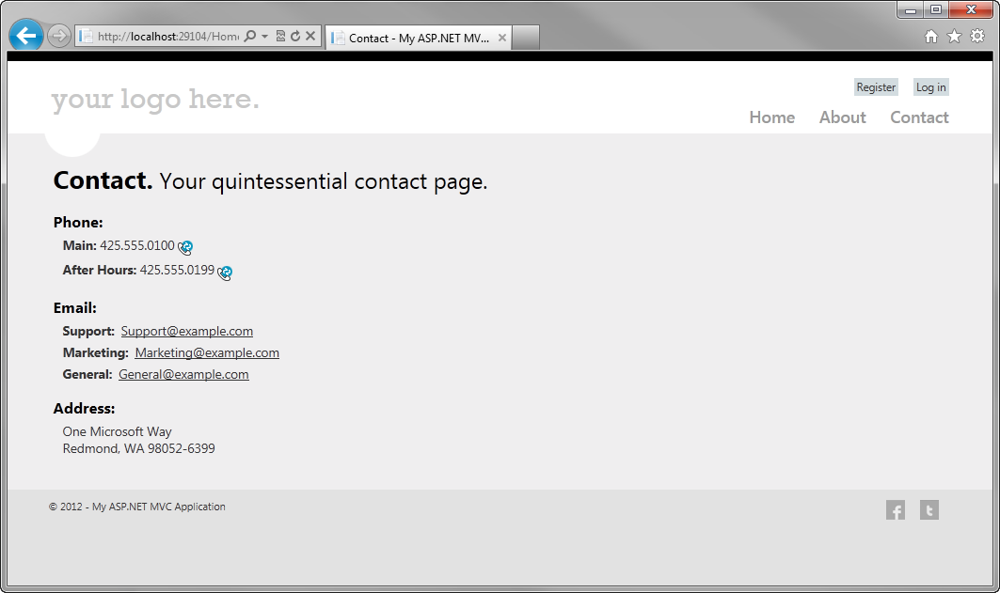 http://localhost:29104/Home
Contact - My ASP.NET MV...
your logo here.
Register
Log in
Home
About
Contact
Contact. Your quintessential contact page.
Phone:
Main: 425.555.0100
After Hours: 425.555.0199
Email:
Support: Support@example.com
Marketing: Marketing@example.com
General: General@example.com
Address:
One Microsoft Way
Redmond, WA 98052-6399
© 2012 - My ASP.NET MVC Application